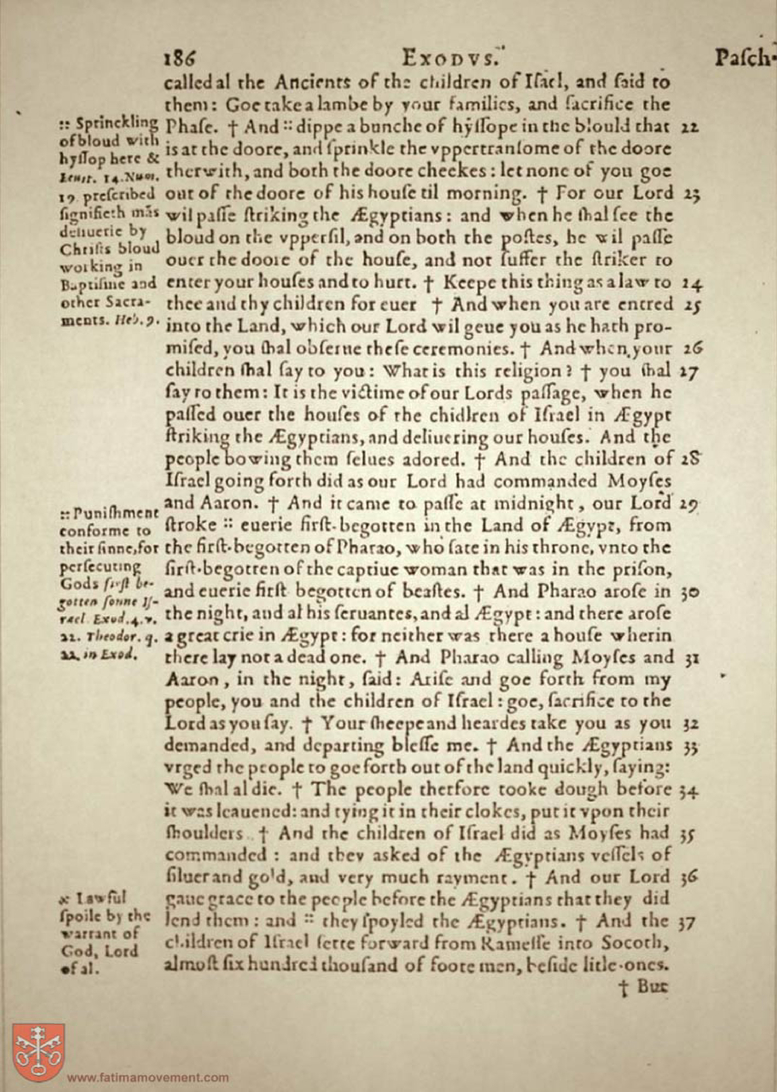 186 EXODVS. Paſch-
called al the Ancients of the children of Iſael, and ſaid to
them: Goe take a lambe by your families, and ſacrifice the
Phaſe. † And :: dippe a bunche of hyſſope in the blould that 22
is at the doore, and ſprinkle the vppertranſome of the doore
therwith, and both the doore cheekes: let none of you goe
out of the doore of his houſe til morning. † For our Lord 23
wil paſſe ſtriking the Ægyptians: and when he ſhal ſee the
bloud on the vpperſil, and on both the poſtes, he wil paſſe
ouer the doore of the houſe, and not ſuffer the ſtriker to
enter your houſes and to hurt. † Keepe this thing as a law to 24
thee and thy children for euer † And when you are entred 25
into the Land, which our Lord wil geue you as he hath pro-
miſed, you ſhal obſerue theſe ceremonies. † And when your 26
children ſhal ſay to you: What is this religion? † you ſhal 27
ſay to them: It is the victime of our Lords paſſage, when he
paſſed ouer the houſes of the chidlren of Iſrael in Ægypt
ſtriking the Ægyptians, and deliuering our houſes. And the
people bowing them ſelues adored. † And the children of 28
Iſrael going forth did as our Lord had commanded Moyſes
and Aaron. † And it came to paſſe at midnight, our Lord 29
ſtroke :: euerie firſt-begotten in the Land of Ægypt, from
the firſt-begotten of Pharao, who ſate in his throne, vnto the
firſt-begotten of the captiue woman that was in the priſon,
and euerie firſt begotten of beaſtes. † And Pharao aroſe in 30
the night, and al his ſeruantes, and al Ægypt: and there aroſe
a great crie in Ægypt: for neither was there a houſe wherin
there lay not a dead one. † And Pharao calling Moyſes and 31
Aaron, in the night, ſaid: Ariſe and goe forth from my
people, you and the children of Iſrael: goe, ſacrifice to the
Lord as you ſay. † Your ſheepe and heardes take you as you 32
demanded, and departing bleſſe me. † And the Ægyptians 33
vrged the people to goe forth out of the land quickly, ſaying:
We ſhal al die. † The people therfore tooke dough before 34
it was leauened: and tying it in their clokes, put it vpon their
ſhoulders. † And the children of Iſrael did as Moyſes had 35
commanded: and they asked of the Ægyptians veſſels of
ſiluer and gold, and very much rayment. † And our Lord 36
gaue grace to the people before the Ægyptians that they did
lend them: and :: they ſpoyled the Ægyptians. † And the 37
children of Iſrael ſette forward from Rameſſe into Socoth,
almoſt ſix hundred thouſand of foote men, beſide litle-ones.
† But
:: Sprinckling
of bloud with
hyſſop here &
Leuit. 14. Num.
19 preſcribed
ſignifieth mãs
deliuerie by
Chriſts bloud
working in
Baptiſme and
other Sacra-
ments. Heb. 9.
:: Puniſhment
conforme to
their ſinne, for
perſecuting
Gods firſt be-
gotten ſonne Iſ-
rael. Exod. 4. v.
22. Theodor. q.
22. in Exod.
:: Lawful
ſpoile by the
warrant of
God, Lord
of al.
www.fatimamovement.com